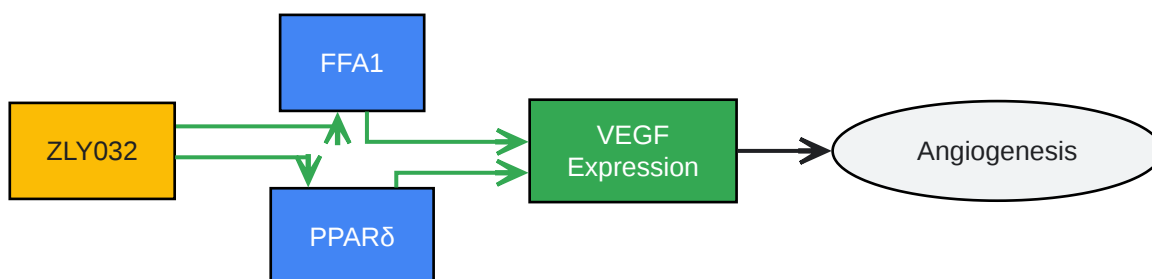 FFA1
ZLY032
VEGF
Expression
Angiogenesis
PPARδ